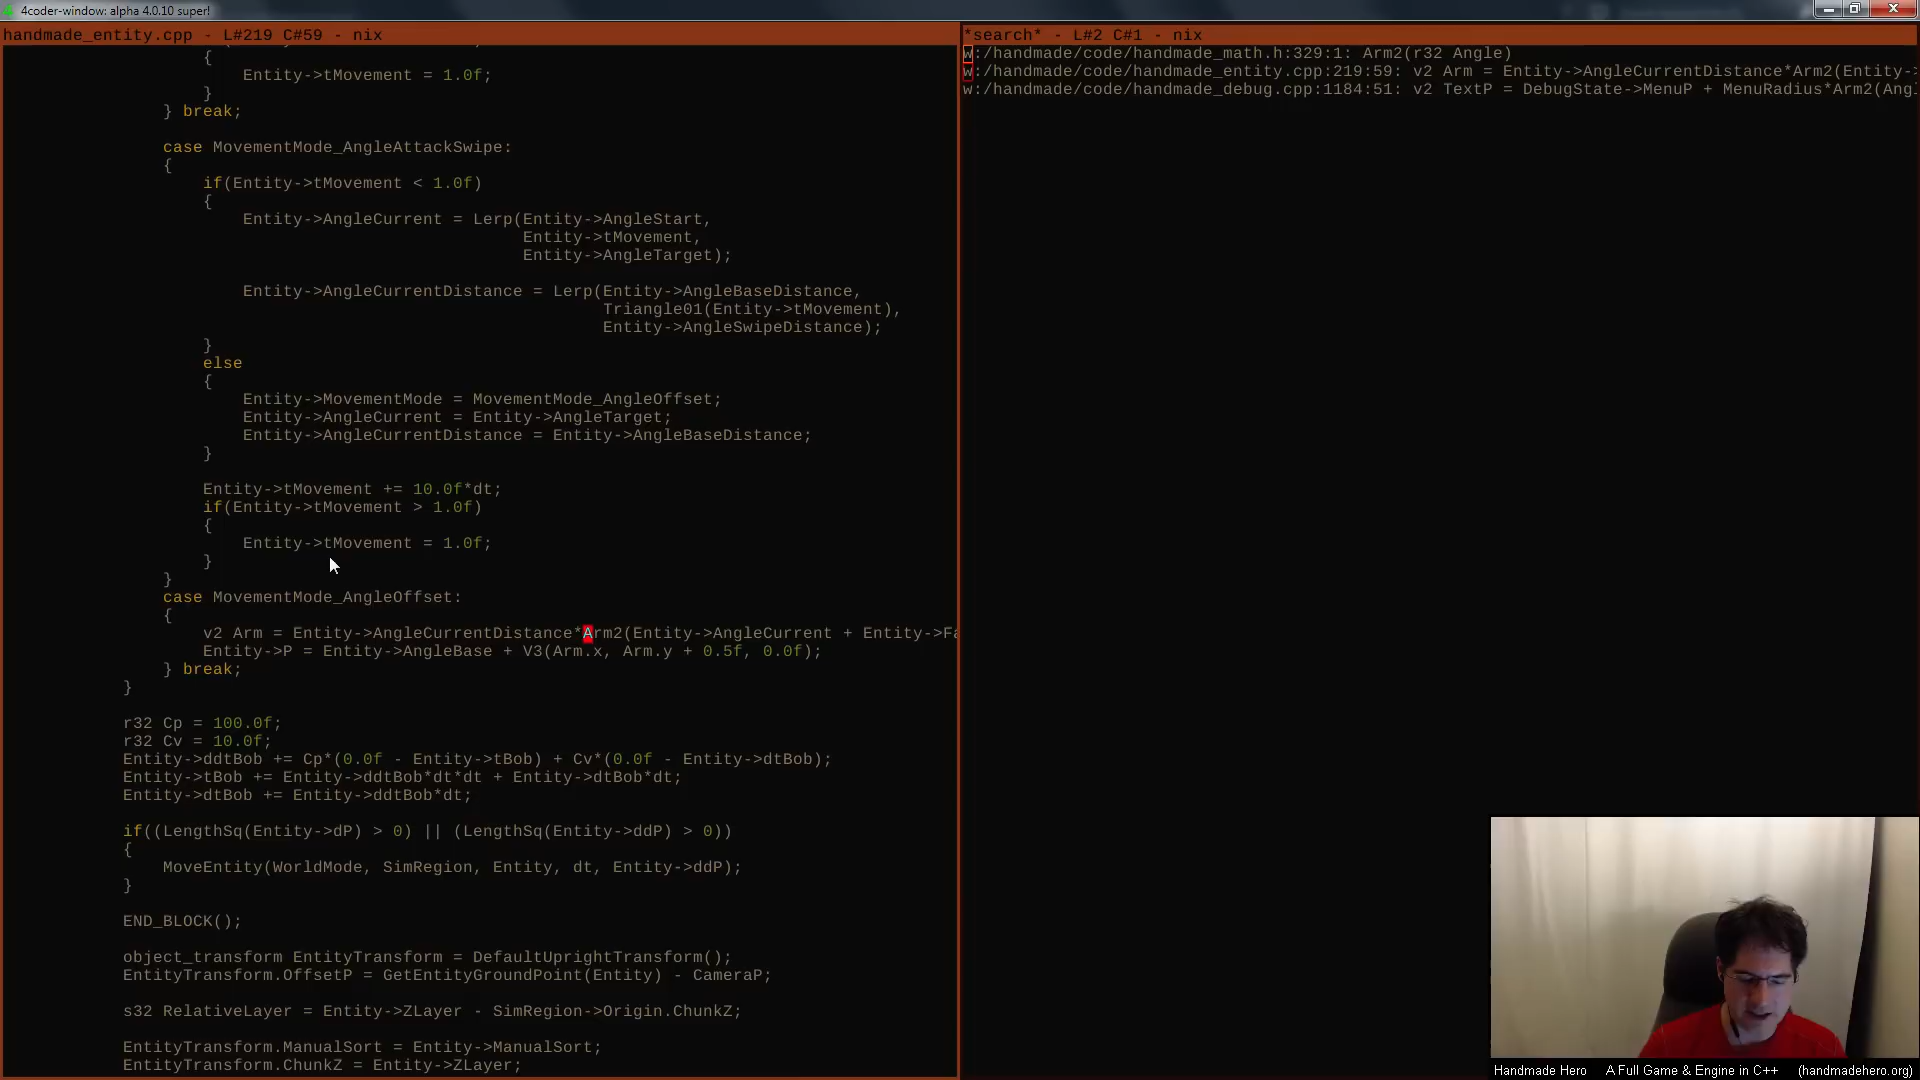 4coder-window: alpha 4.0.10 super!
handmade_entity.cpp - L#219 C#59 - nix
{
Entity->tMovement = 1.0f;
}
} break;
case MovementMode_AngleAttackSwipe:
{
if(Entity->tMovement < 1.0f)
{
Entity->AngleCurrent = Lerp(Entity->AngleStart,
Entity->tMovement,
Entity->AngleTarget);
Entity->AngleCurrentDistance = Lerp(Entity->AngleBaseDistance,
Triangle01(Entity->tMovement),
Entity->AngleSwipeDistance);
}
else
{
Entity->MovementMode = MovementMode_AngleOffset;
Entity->AngleCurrent = Entity->AngleTarget;
Entity->AngleCurrentDistance = Entity->AngleBaseDistance;
}
Entity->tMovement += 10.0f*dt;
if(Entity->tMovement > 1.0f)
{
Entity->tMovement = 1.0f;
}
}
case MovementMode_AngleOffset:
{
v2 Arm = Entity->AngleCurrentDistance*Arm2(Entity->AngleCurrent + Entity->Fa
Entity->P = Entity->AngleBase + V3(Arm.x, Arm.y + 0.5f, 0.0f);
} break;
}
r32 Cp = 100.0f;
r32 Cv = 10.0f;
Entity->ddtBob += Cp*(0.0f - Entity->tBob) + Cv*(0.0f - Entity->dtBob);
Entity->tBob += Entity->ddtBob*dt*dt + Entity->dtBob*dt;
Entity->dtBob += Entity->ddtBob*dt;
if((LengthSq(Entity->dP) > 0) || (LengthSq(Entity->ddP) > 0))
{
MoveEntity(WorldMode, SimRegion, Entity, dt, Entity->ddP);
}
END_BLOCK();
object_transform EntityTransform = DefaultUprightTransform();
EntityTransform.OffsetP = GetEntityGroundPoint(Entity) - CameraP;
s32 RelativeLayer = Entity->ZLayer - SimRegion->Origin.ChunkZ;
EntityTransform.ManualSort = Entity->ManualSort;
EntityTransform.ChunkZ = Entity->ZLayer;
*search* - L#2 C#1 - nix
w:/handmade/code/handmade_math.h:329:1: Arm2(r32 Angle)
w:/handmade/code/handmade_entity.cpp:219:59: v2 Arm = Entity->AngleCurrentDistance*Arm2(Entity->
w:/handmade/code/handmade_debug.cpp:1184:51: v2 TextP = DebugState->MenuP + MenuRadius*Arm2(Ang
Handmade Hero A Full Game & Engine in C++ (handmadehero.org)